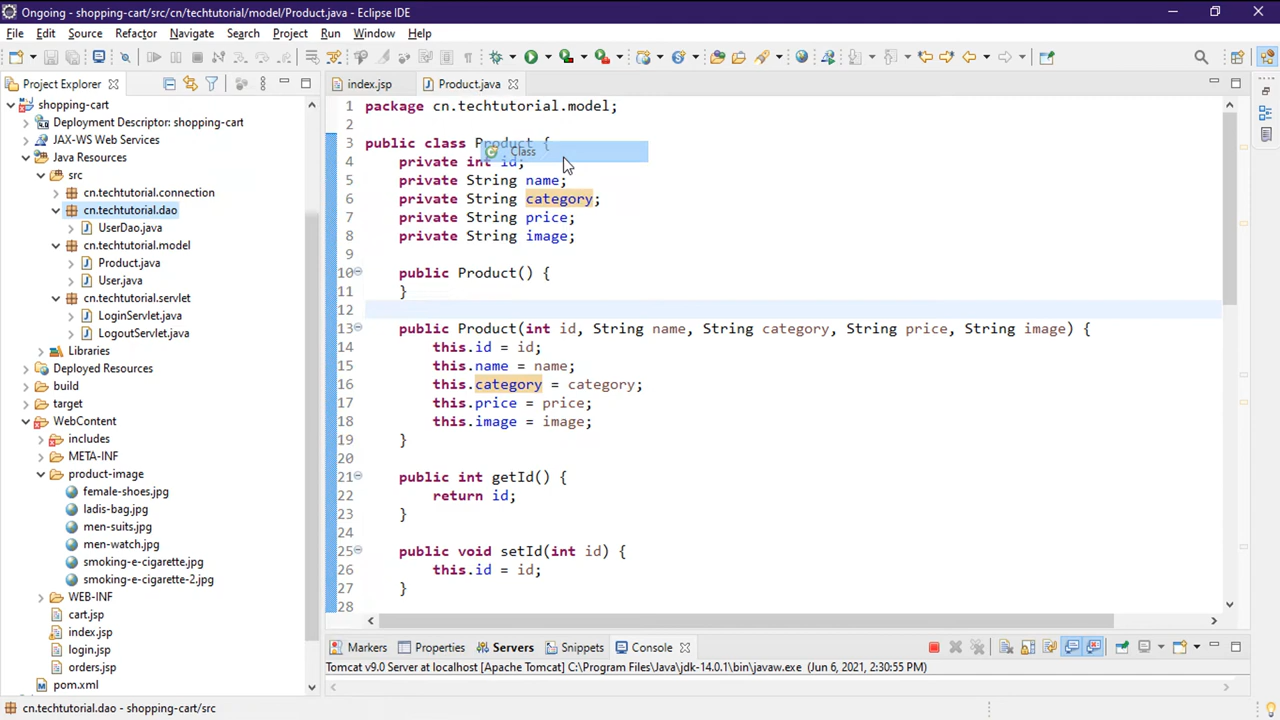 Ongoing - shopping-cart/src/cn/techtutorial/model/Product.java - Eclipse IDE
File Edit Source Refactor Navigate Search Project Run Window Help
Project Explorer
shopping-cart
Deployment Descriptor: shopping-cart
JAX-WS Web Services
Java Resources
src
cn.techtutorial.connection
cn.techtutorial.dao
UserDao.java
cn.techtutorial.model
Product.java
User.java
cn.techtutorial.servlet
LoginServlet.java
LogoutServlet.java
Libraries
Deployed Resources
build
target
WebContent
includes
META-INF
product-image
female-shoes.jpg
ladis-bag.jpg
men-suits.jpg
men-watch.jpg
smoking-e-cigarette.jpg
smoking-e-cigarette-2.jpg
WEB-INF
cart.jsp
index.jsp
login.jsp
orders.jsp
pom.xml
index.jsp Product.java
1 package cn.techtutorial.model;
2
3 public class Product {
Class
4 private int id;
5 private String name;
6 private String category;
7 private String price;
8 private String image;
9
10 public Product() {
11 }
12
13 public Product(int id, String name, String category, String price, String image) {
14 this.id = id;
15 this.name = name;
16 this.category = category;
17 this.price = price;
18 this.image = image;
19 }
20
21 public int getId() {
22 return id;
23 }
24
25 public void setId(int id) {
26 this.id = id;
27 }
28
Markers Properties Servers Snippets Console
Tomcat v9.0 Server at localhost [Apache Tomcat] C:\Program Files\Java\jdk-14.0.1\bin\javaw.exe (Jun 6, 2021, 2:30:55 PM)
cn.techtutorial.dao - shopping-cart/src